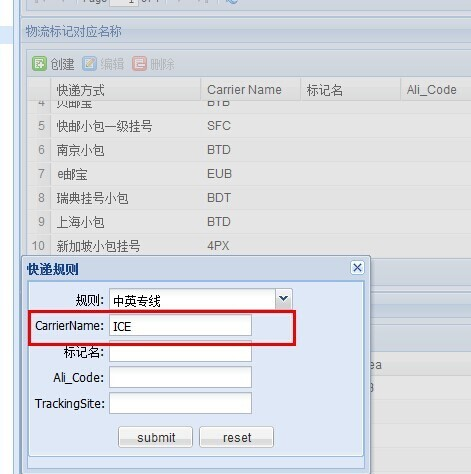 物流标记对应名称
创建 编辑 删除
快递方式 Carrier Name 标记名 Ali_Code
4 贝邮宝 BYB
5 快邮小包一级挂号 SFC
6 南京小包 BTD
7 e邮宝 EUB
8 瑞典挂号小包 BDT
9 上海小包 BTD
10 新加坡小包挂号 4PX
快递规则
规则: 中英专线
CarrierName: ICE
标记名:
Ali_Code:
TrackingSite:
submit reset